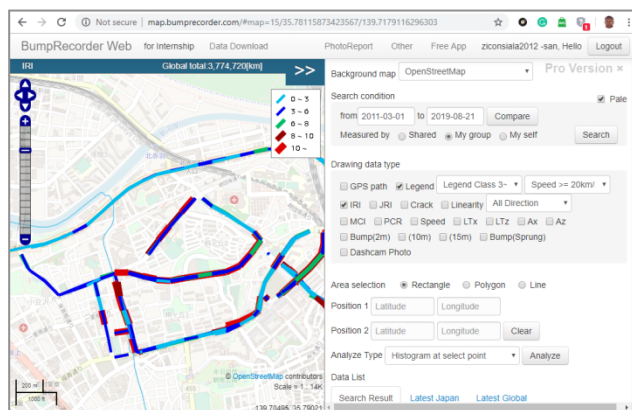 Not secure | map.bumprecorder.com/#map=15/35.78115873423567/139.7179116296303
BumpRecorder Web for Internship Data Download PhotoReport Other Free App ziconsiala2012 -san, Hello Logout
IRI Global total:3,774,720[km] >>
0 ~ 3
3 ~ 6
6 ~ 8
8 ~ 10
10 ~
200 m
1000 ft
© OpenStreetMap contributors
Scale = 1 : 14K
139.70495, 35.79021
Pro Version ×
Background map OpenStreetMap
Search condition
Pale
from 2011-03-01 to 2019-08-21 Compare
Measured by Shared My group My self Search
Drawing data type
GPS path Legend Legend Class 3~ Speed >= 20km/
IRI JRI Crack Linearity All Direction
MCI PCR Speed LTx LTz Ax Az
Bump(2m) (10m) (15m) Bump(Sprung)
Dashcam Photo
Area selection Rectangle Polygon Line
Position 1 Latitude Longitude
Position 2 Latitude Longitude Clear
Analyze Type Histogram at select point Analyze
Data List
Search Result Latest Japan Latest Global